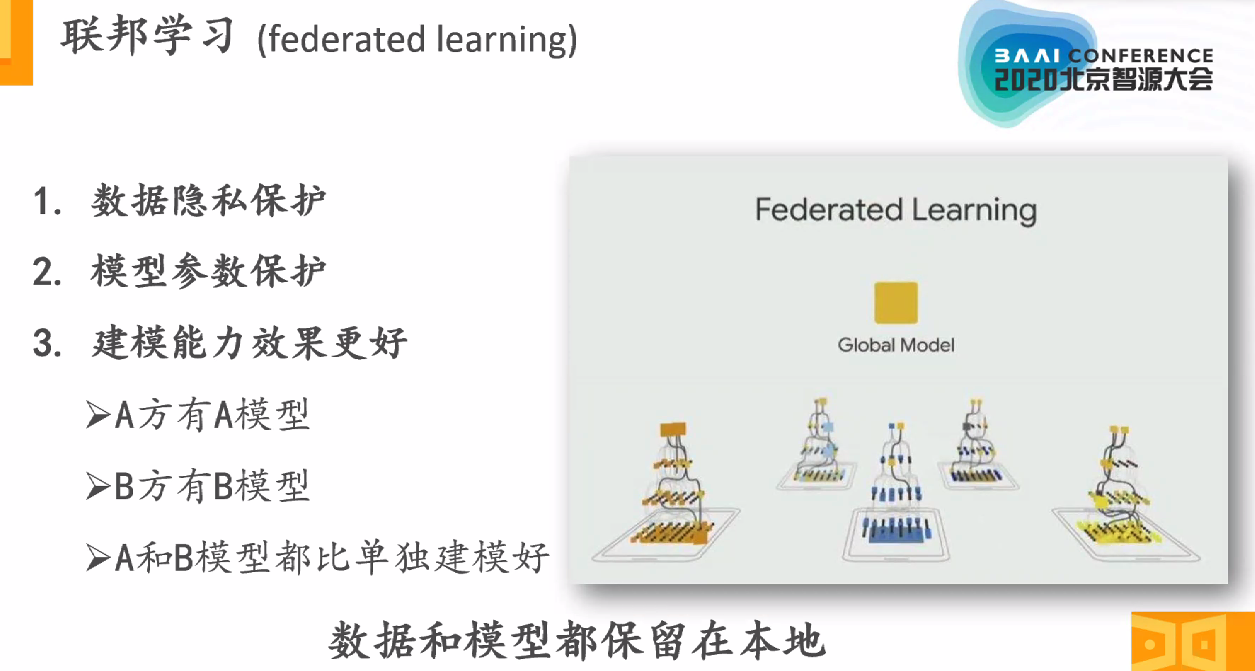 联邦学习 (federated learning)
BAAI CONFERENCE
2020北京智源大会
1. 数据隐私保护
2. 模型参数保护
3. 建模能力效果更好
➢A方有A模型
➢B方有B模型
➢A和B模型都比单独建模好
Federated Learning
Global Model
数据和模型都保留在本地